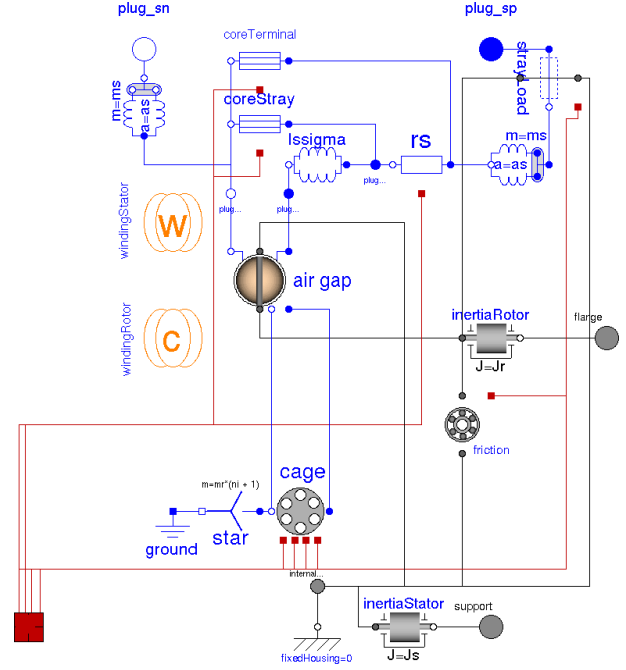 plug_sn
plug_sp
coreTerminal
strayLoad
m=ms
a=as
coreStray
lssigma
rs
m=ms
a=as
plug...
plug...
plug...
windingStator
W
air gap
windingRotor
C
inertiaRotor
flange
J=Jr
friction
cage
m=mr*(ni + 1)
star
ground
internal...
inertiaStator
support
J=Js
fixedHousing=0